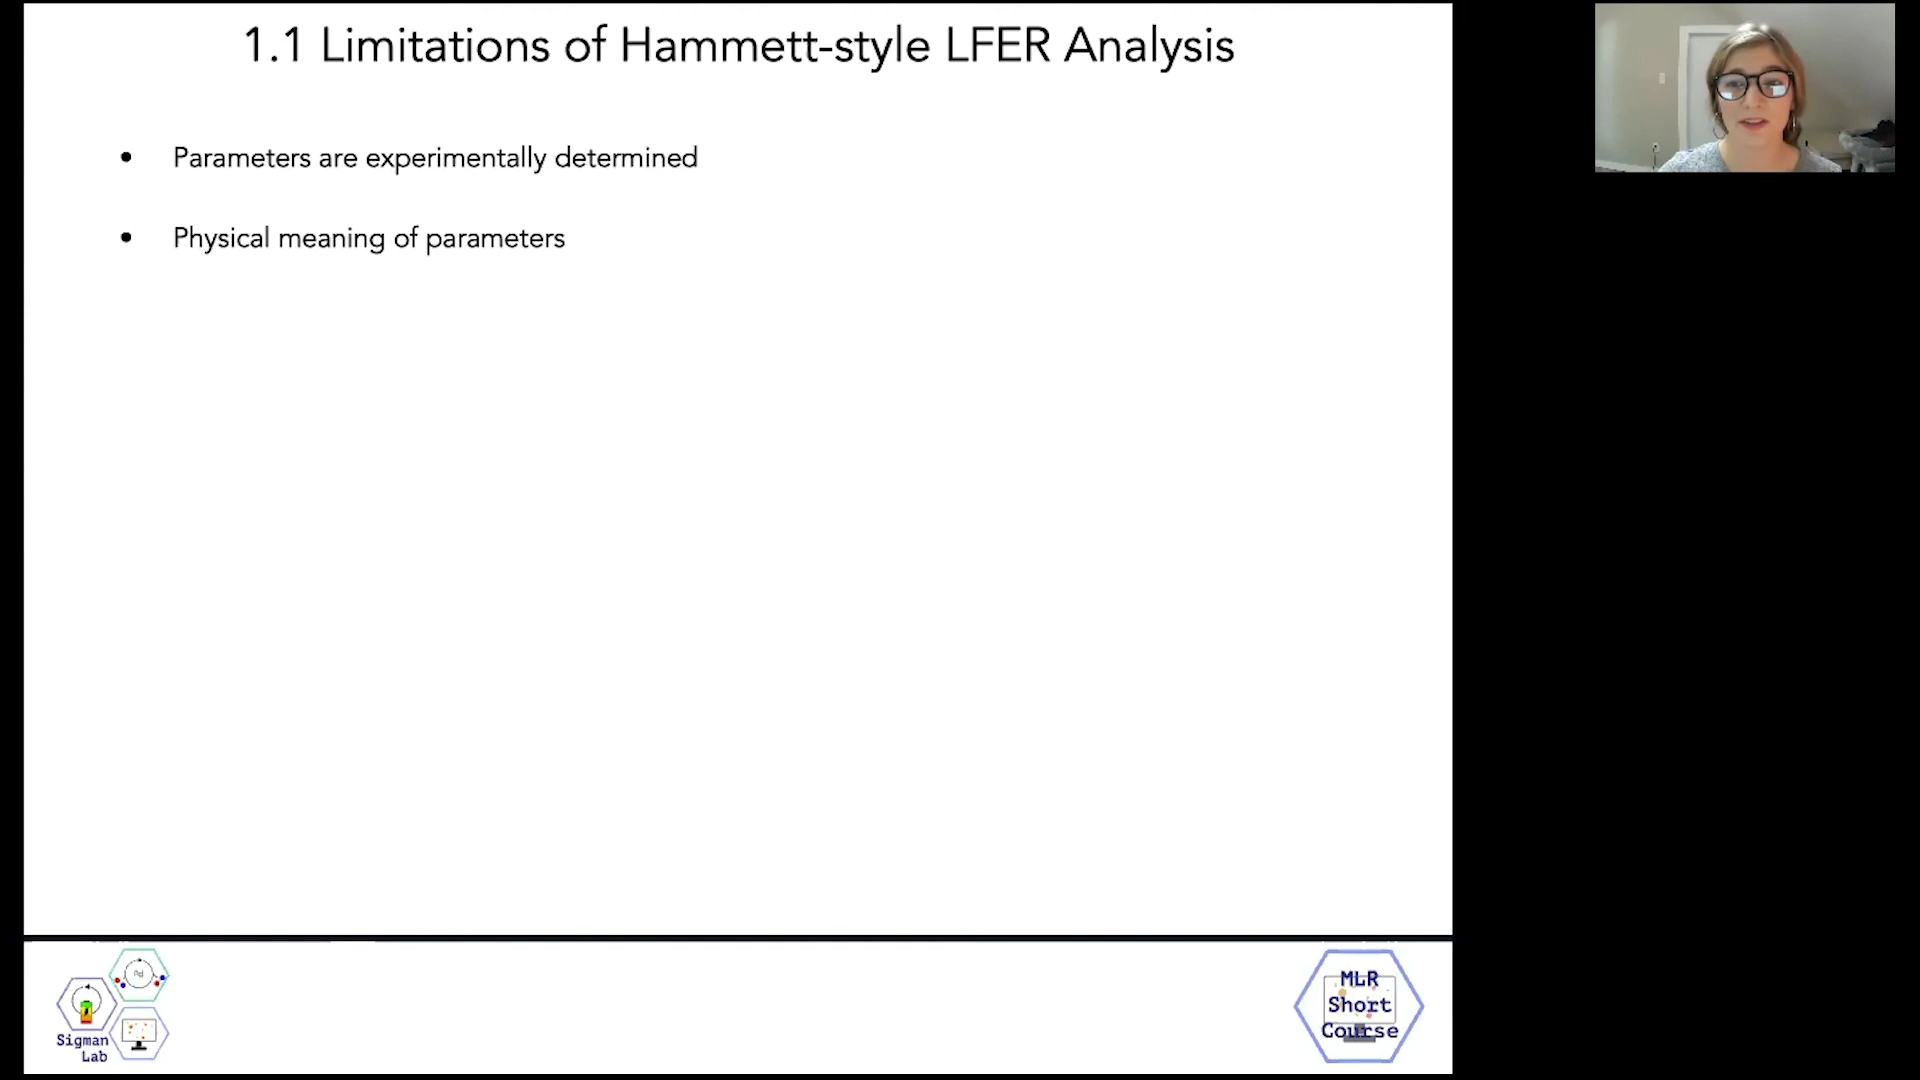 1.1 Limitations of Hammett-style LFER Analysis
• Parameters are experimentally determined
• Physical meaning of parameters
Pd
Sigman
Lab
MLR
Short
Course